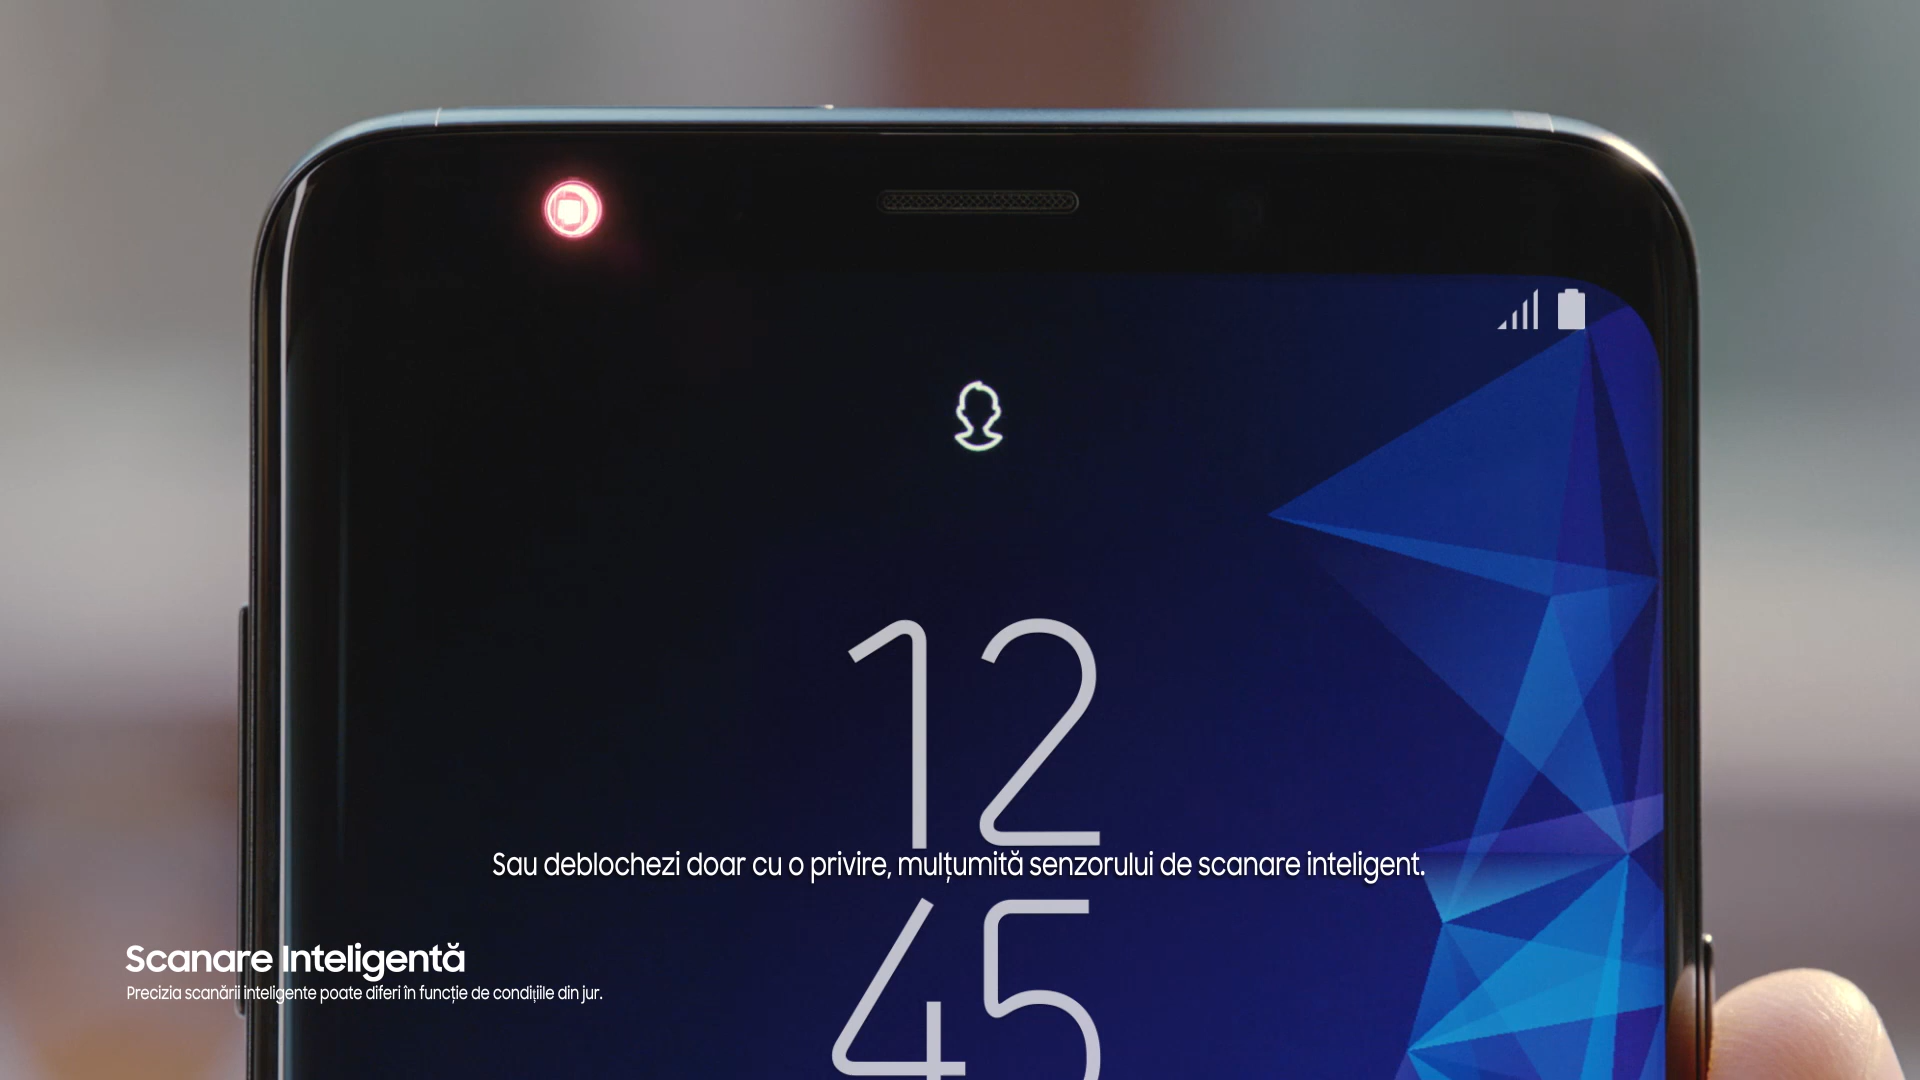 12
Sau deblochezi doar cu o privire, mulțumită senzorului de scanare inteligent.
45
Scanare Inteligentă
Precizia scanării inteligente poate diferi în funcție de condițiile din jur.